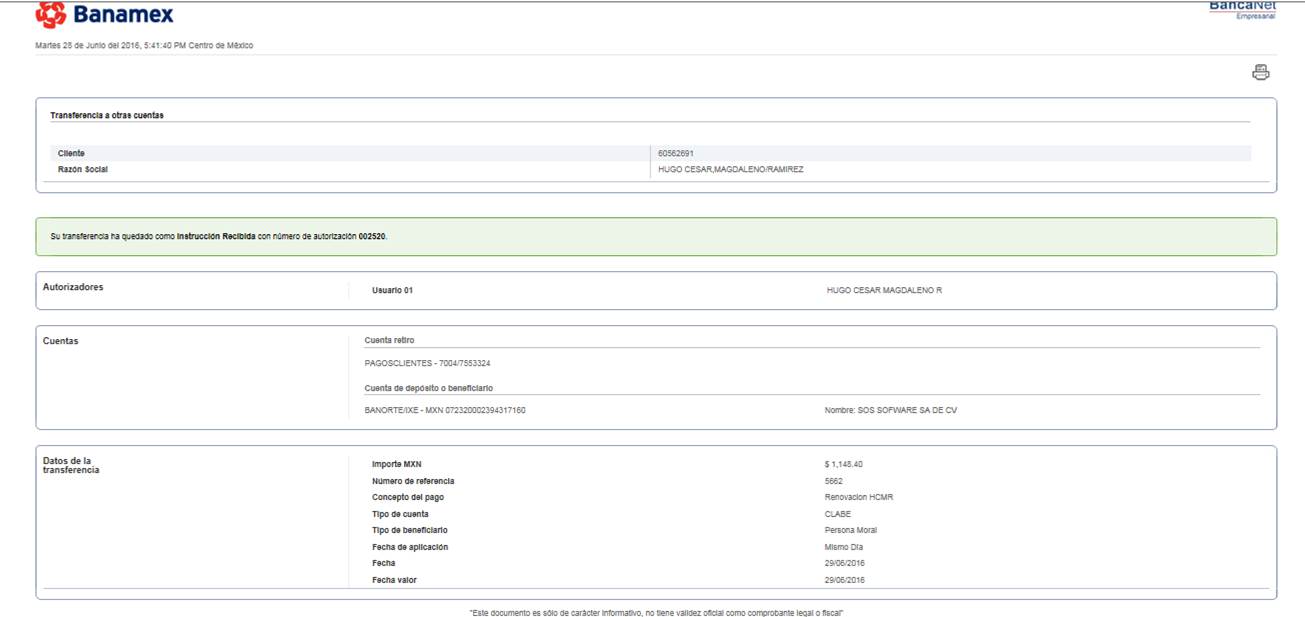 Banamex
BancaNet
Empresarial
Martes 28 de Junio del 2016, 5:41:40 PM Centro de México
Transferencia a otras cuentas
Cliente 60562691
Razón Social HUGO CESAR,MAGDALENO/RAMIREZ
Su transferencia ha quedado como Instrucción Recibida con número de autorización 002520.
Autorizadores Usuario 01 HUGO CESAR MAGDALENO R
Cuentas Cuenta retiro
PAGOSCLIENTES - 7004/7553324
Cuenta de depósito o beneficiario
BANORTE/IXE - MXN 072320002394317160 Nombre: SOS SOFWARE SA DE CV
Datos de la
transferencia
Importe MXN $ 1,148.40
Número de referencia 5662
Concepto del pago Renovacion HCMR
Tipo de cuenta CLABE
Tipo de beneficiario Persona Moral
Fecha de aplicación Mismo Día
Fecha 29/06/2016
Fecha valor 29/06/2016
"Este documento es sólo de carácter informativo, no tiene validez oficial como comprobante legal o fiscal"